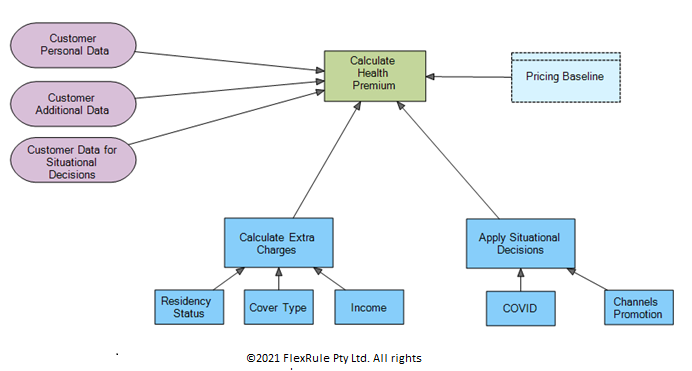 Customer
Personal Data
Calculate
Health
Premium
Pricing Baseline
Customer
Additional Data
Customer Data for
Situational
Decisions
Calculate Extra
Charges
Apply Situational
Decisions
Residency
Status
Cover Type
Income
COVID
Channels
Promotion
©2021 FlexRule Pty Ltd. All rights